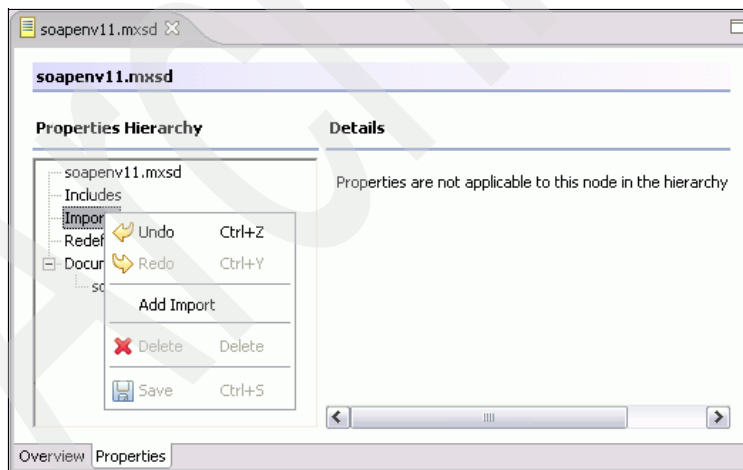 soapenv11.mxsd
soapenv11.mxsd
Properties Hierarchy
Details
soapenv11.mxsd
Properties are not applicable to this node in the hierarchy
Includes
Impor
Undo Ctrl+Z
Redef
Redo Ctrl+Y
Docur
so
Add Import
Delete Delete
Save Ctrl+S
Overview Properties